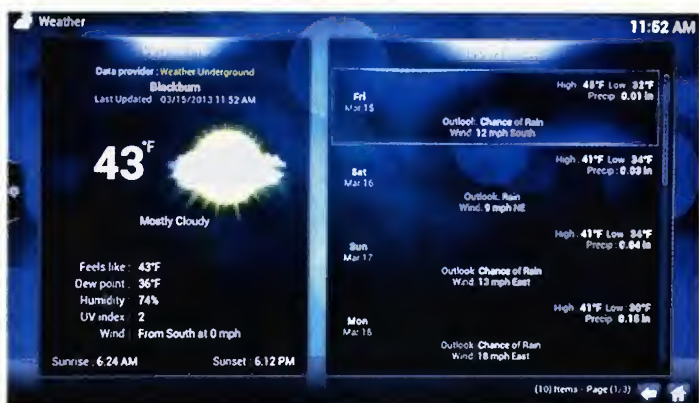 Weather
11:52 AM
Data provider : Weather Underground
Blackburn
Last Updated 03/15/2013 11 52 AM
43°F
Mostly Cloudy
Feels like : 43°F
Dew point : 36°F
Humidity : 74%
UV index : 2
Wind : From South at 0 mph
Sunrise : 6.24 AM
Sunset : 6.12 PM
Fri
Mar 15
High : 45°F Low : 32°F
Precip : 0.01 in
Outlook: Chance of Rain
Wind: 12 mph South
Sat
Mar 16
High : 41°F Low : 34°F
Precip : 0.03 in
Outlook: Rain
Wind: 9 mph NE
Sun
Mar 17
High : 41°F Low : 34°F
Precip : 0.04 in
Outlook: Chance of Rain
Wind: 13 mph East
Mon
High : 41°F Low : 30°F
Precip : 0.16 in
Outlook: Chance of Rain
Wind: 18 mph East
(10) Items - Page (1/3)